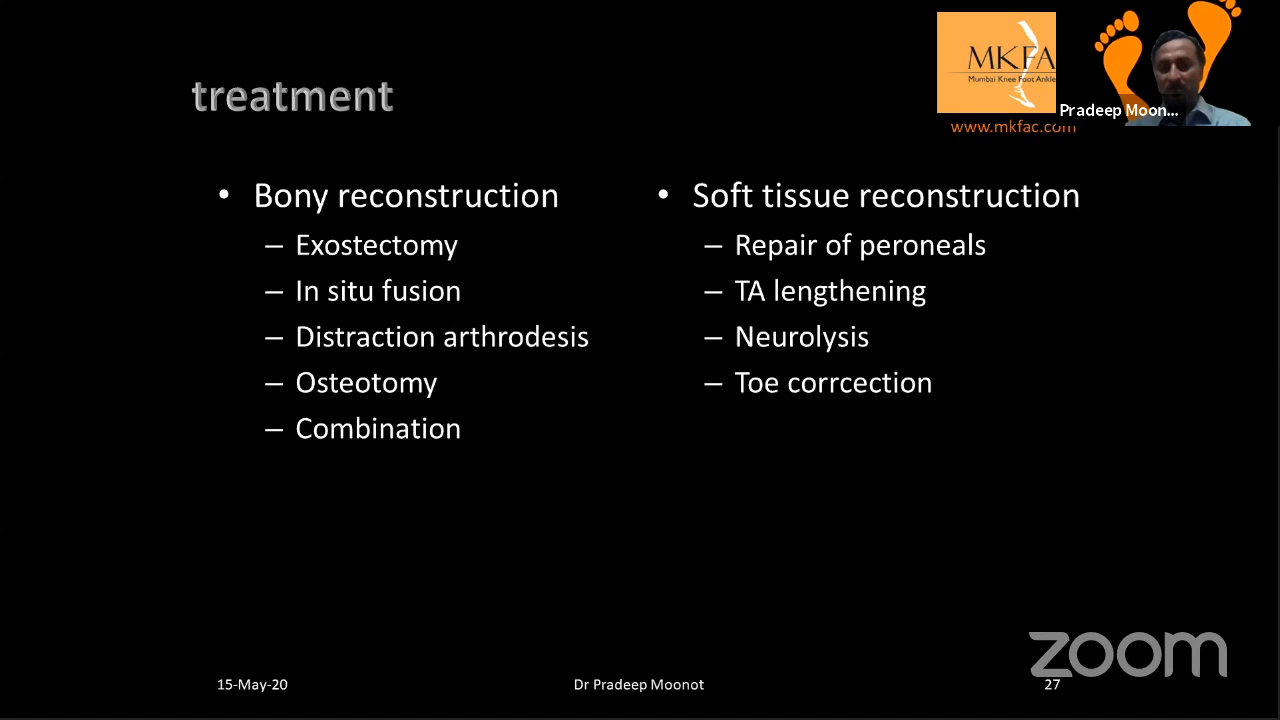 treatment
MKFA
Mumbai Knee Foot Ankle
Pradeep Moon...
www.mkfac.com
• Bony reconstruction
– Exostectomy
– In situ fusion
– Distraction arthrodesis
– Osteotomy
– Combination
• Soft tissue reconstruction
– Repair of peroneals
– TA lengthening
– Neurolysis
– Toe corrcection
zoom
15-May-20
Dr Pradeep Moonot
27